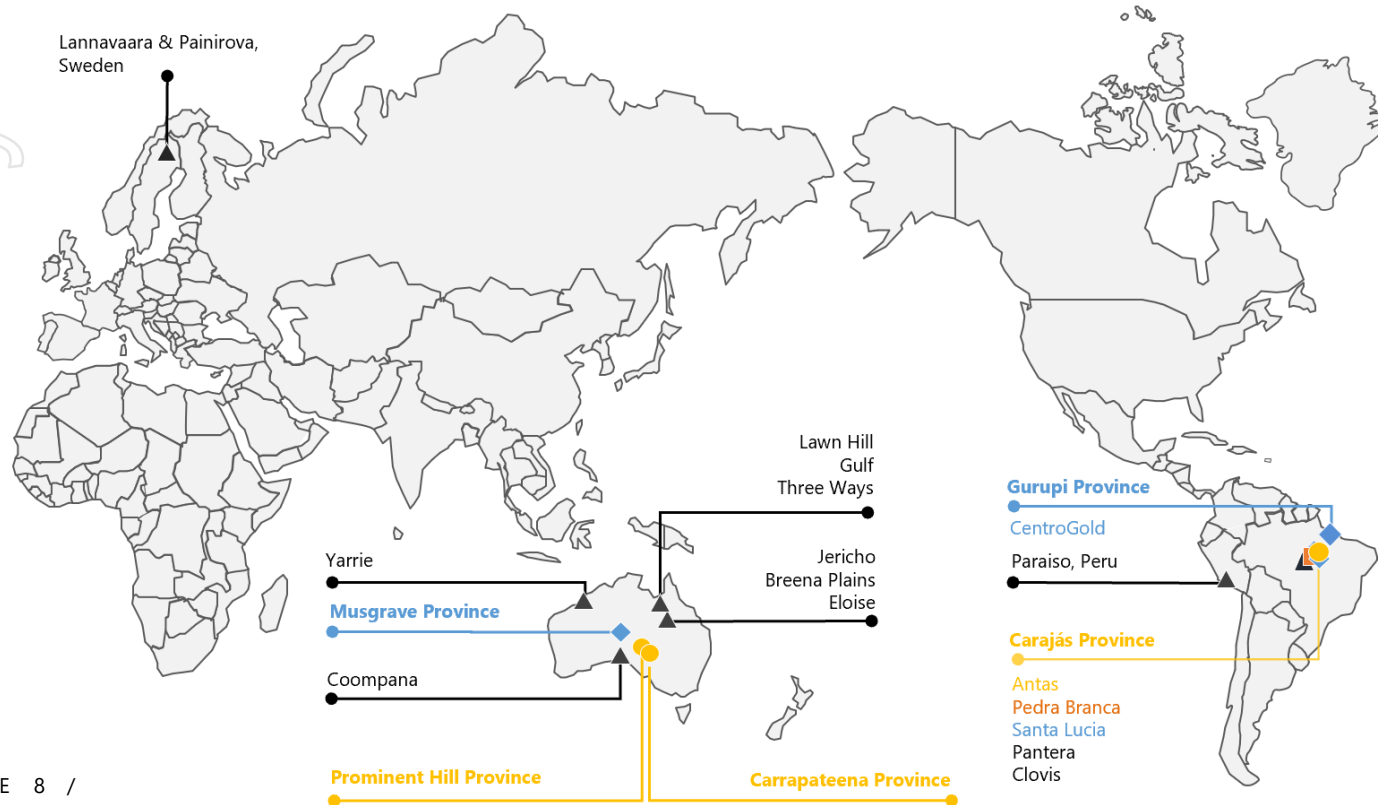 Lannavaara & Painirova,
Sweden
Lawn Hill
Gulf
Three Ways
Gurupi Province
CentroGold
Yarrie
Jericho
Breena Plains
Eloise
Paraiso, Peru
Musgrave Province
Carajás Province
Coompana
Antas
Pedra Branca
Santa Lucia
Pantera
Clovis
Prominent Hill Province
Carrapateena Province
E 8 /